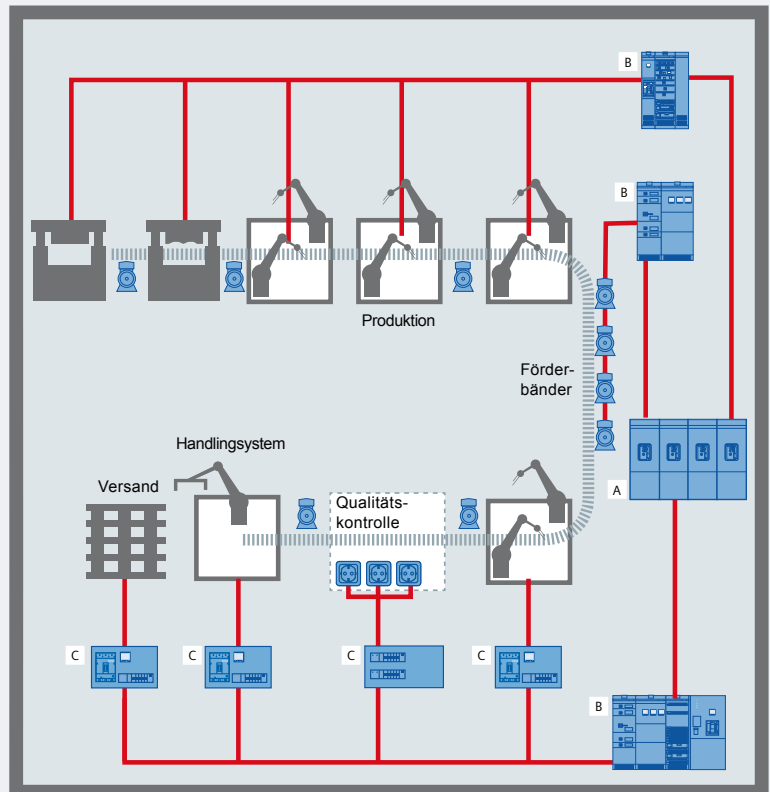 B
B
Produktion
Förder-
bänder
Handlingsystem
Versand
Qualitäts-
kontrolle
A
C
C
C
C
B